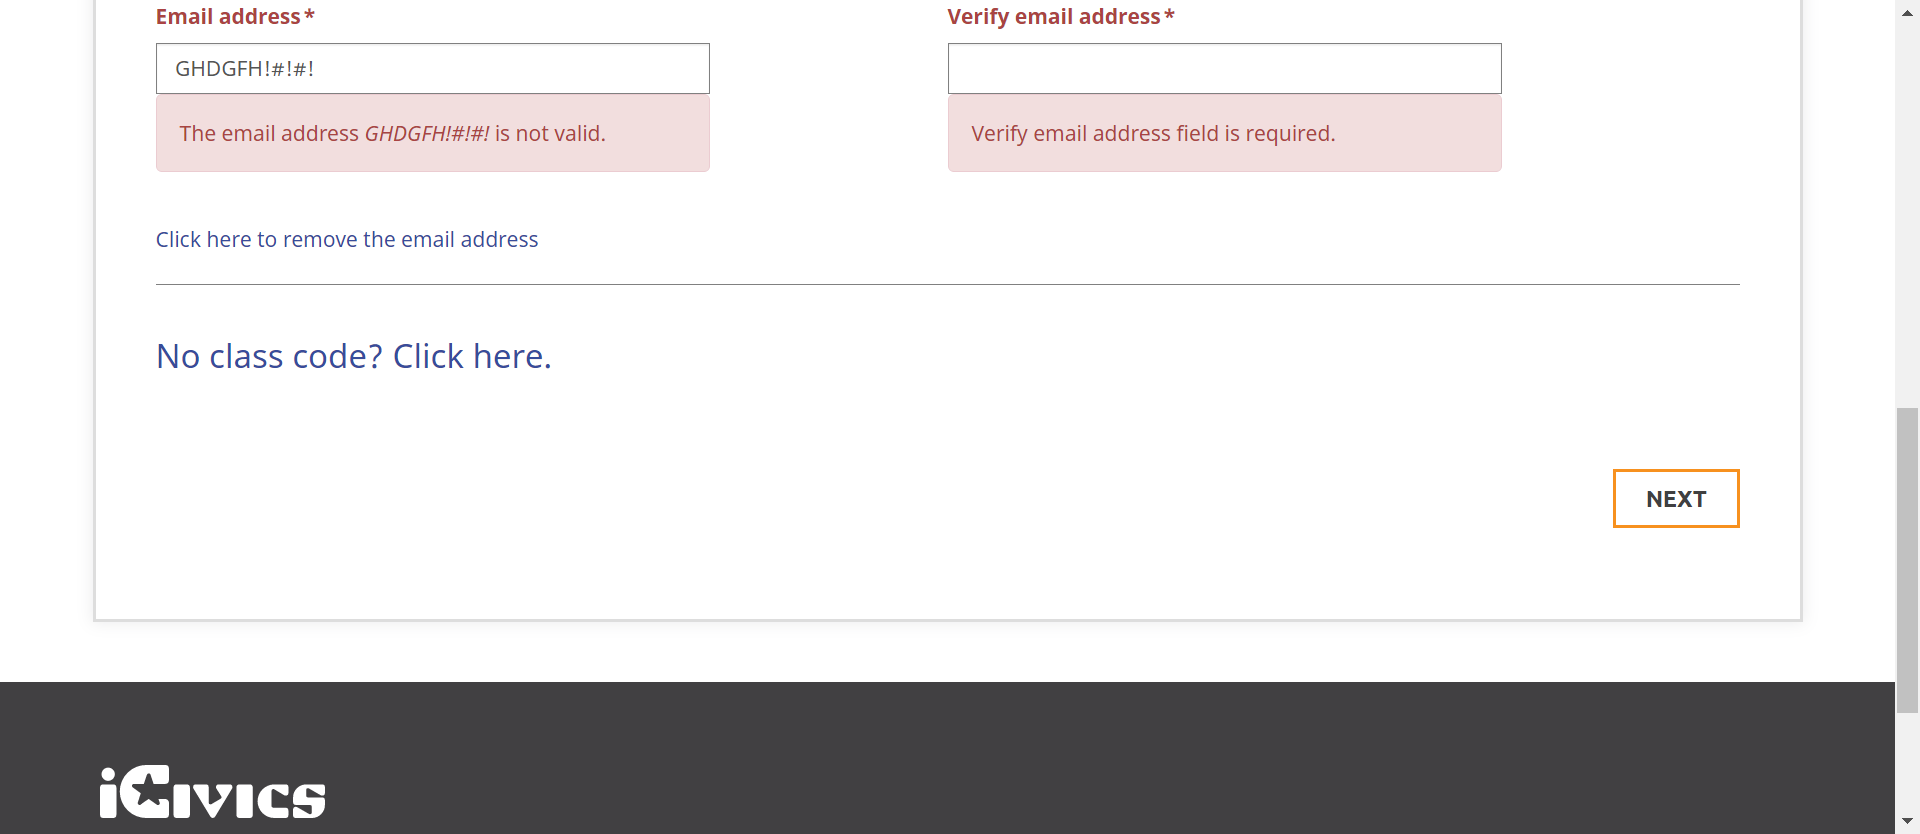 Email address*
Verify email address*
GHDGFH!#!#!
The email address GHDGFH!#!#! is not valid.
Verify email address field is required.
Click here to remove the email address
No class code? Click here.
NEXT
iCivics